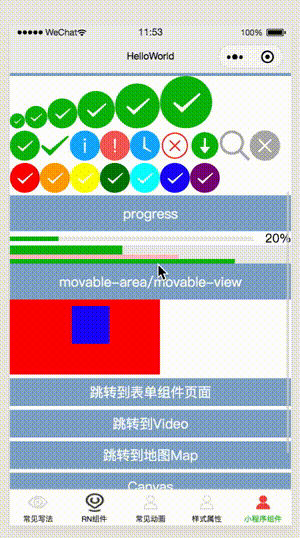 WeChat 11:53 100%
HelloWorld
progress
20%
movable-area/movable-view
跳转到表单组件页面
跳转到Video
跳转到地图Map
Canvas
常见写法 RN组件 常见动画 样式属性 小程序组件